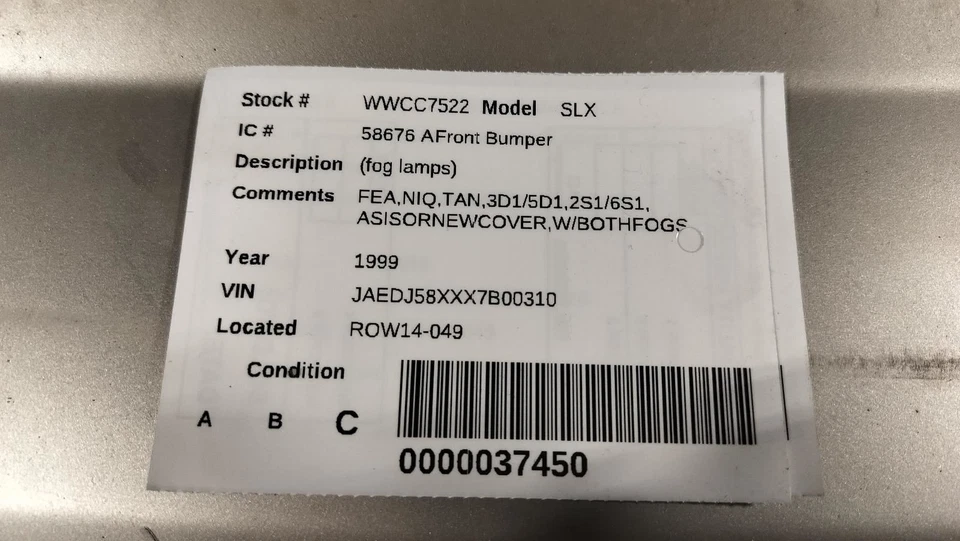 Stock # WWCC7522 Model SLX
IC # 58676 AFront Bumper
Description (fog lamps)
Comments FEA,NIQ,TAN,3D1/5D1,2S1/6S1,
ASISORNEWCOVER,W/BOTHFOGS
Year 1999
VIN JAEDJ58XXX7B00310
Located ROW14-049
Condition
A B C
0000037450